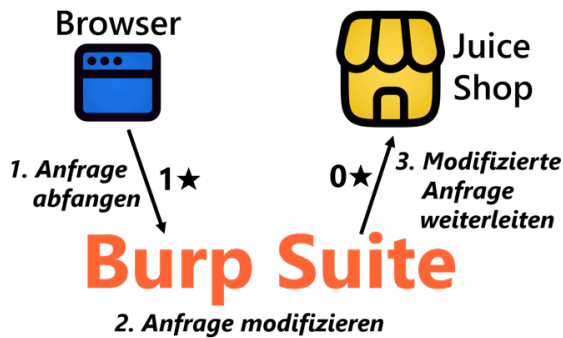 Browser
Juice
Shop
1. Anfrage
abfangen
1★
0★
3. Modifizierte
Anfrage
weiterleiten
Burp Suite
2. Anfrage modifizieren